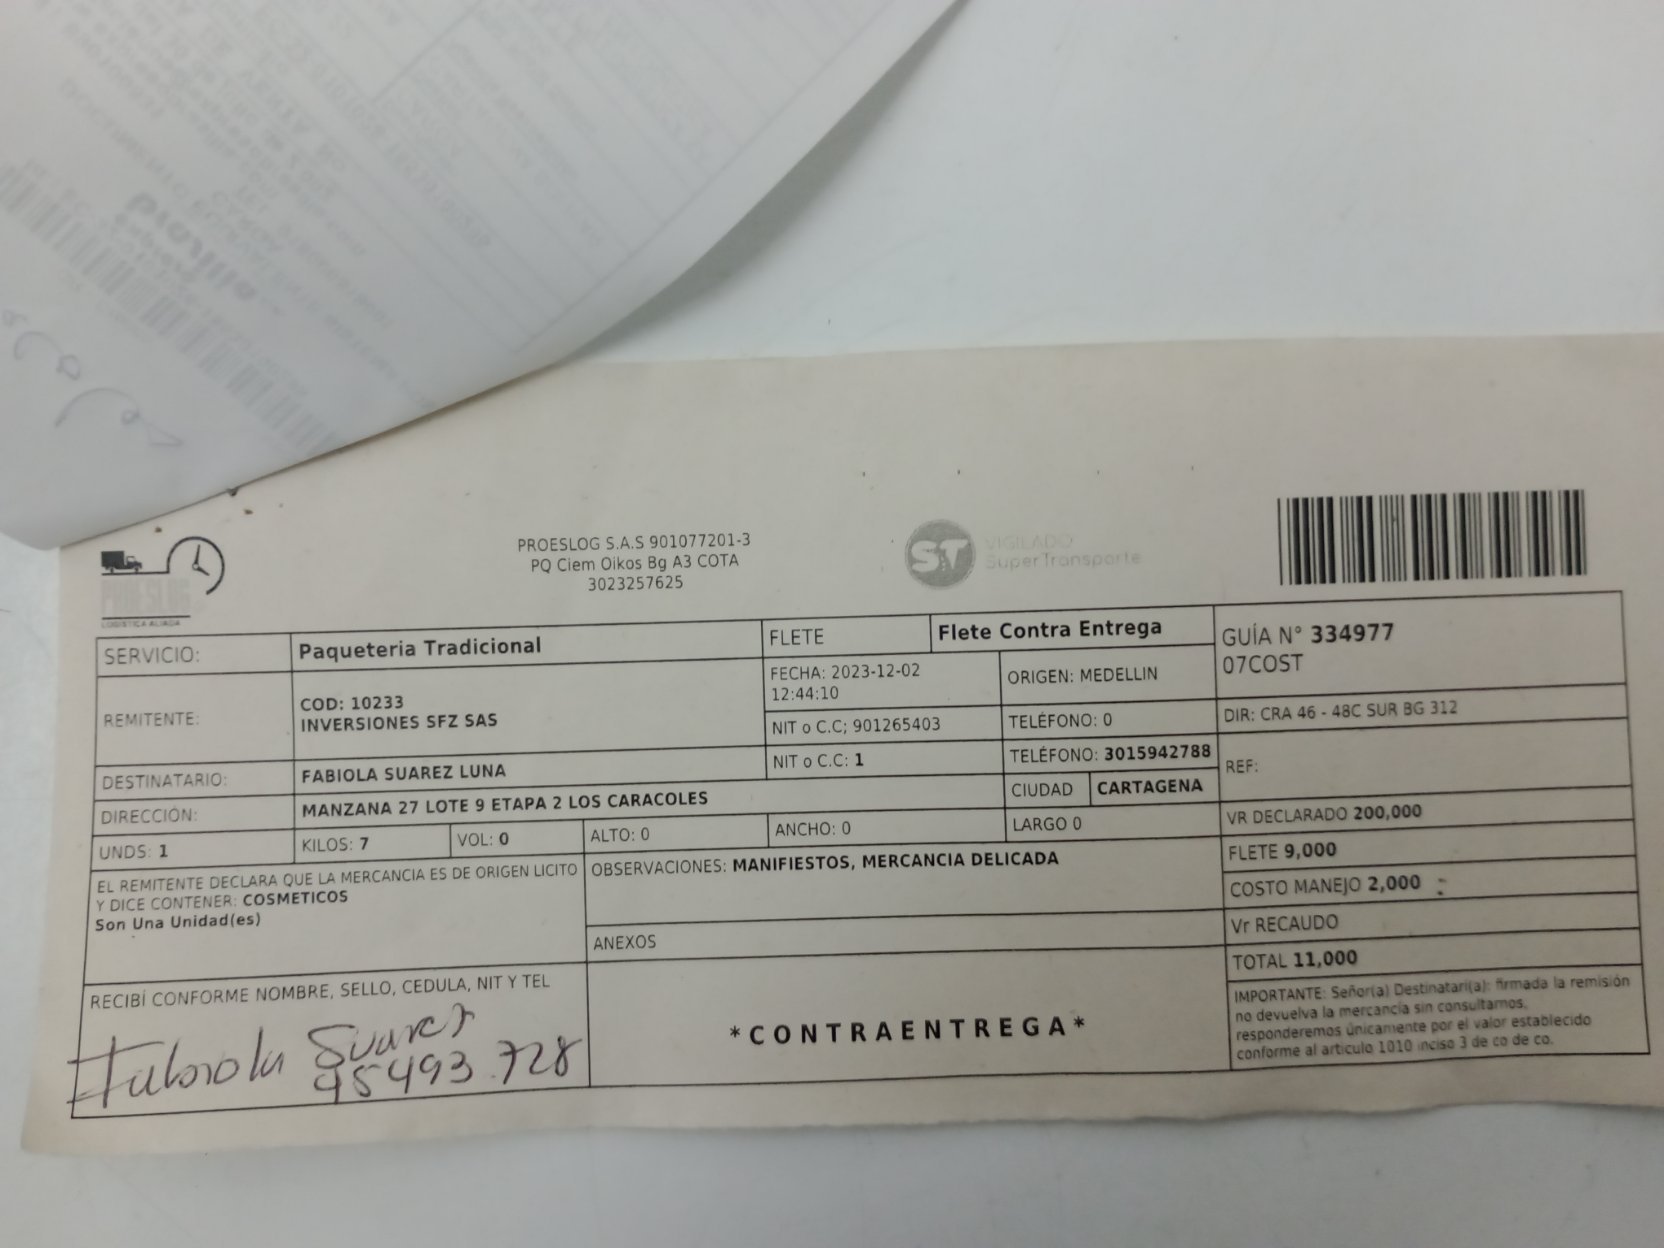 PROESLOG
LOGISTICA ALIADA
PROESLOG S.A.S 901077201-3
PQ Ciem Oikos Bg A3 COTA
3023257625
ST VIGILADO
SuperTransporte
SERVICIO: Paqueteria Tradicional FLETE Flete Contra Entrega
GUÍA N° 334977
07COST
REMITENTE: COD: 10233
INVERSIONES SFZ SAS
FECHA: 2023-12-02
12:44:10
ORIGEN: MEDELLIN
NIT o C.C; 901265403 TELÉFONO: 0 DIR: CRA 46 - 48C SUR BG 312
DESTINATARIO: FABIOLA SUAREZ LUNA NIT o C.C: 1 TELÉFONO: 3015942788 REF:
DIRECCIÓN: MANZANA 27 LOTE 9 ETAPA 2 LOS CARACOLES CIUDAD CARTAGENA
UNDS: 1 KILOS: 7 VOL: 0 ALTO: 0 ANCHO: 0 LARGO 0 VR DECLARADO 200,000
EL REMITENTE DECLARA QUE LA MERCANCIA ES DE ORIGEN LICITO
Y DICE CONTENER: COSMETICOS
Son Una Unidad(es)
OBSERVACIONES: MANIFIESTOS, MERCANCIA DELICADA
ANEXOS
FLETE 9,000
COSTO MANEJO 2,000
Vr RECAUDO
TOTAL 11,000
RECIBÍ CONFORME NOMBRE, SELLO, CEDULA, NIT Y TEL
Fabiola Suarez
45493.728
*CONTRAENTREGA*
IMPORTANTE: Señor(a) Destinatari(a): firmada la remisión
no devuelva la mercancía sin consultarnos,
responderemos únicamente por el valor establecido
conforme al articulo 1010 inciso 3 de co de co.